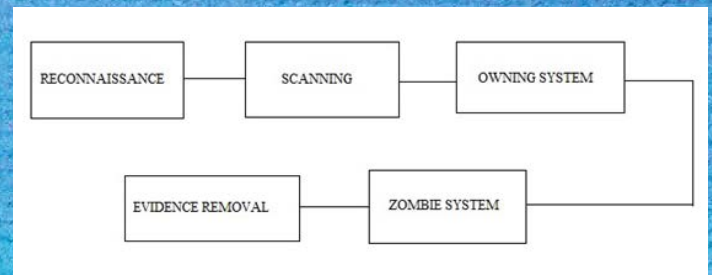 RECONNAISSANCE
SCANNING
OWNING SYSTEM
ZOMBIE SYSTEM
EVIDENCE REMOVAL